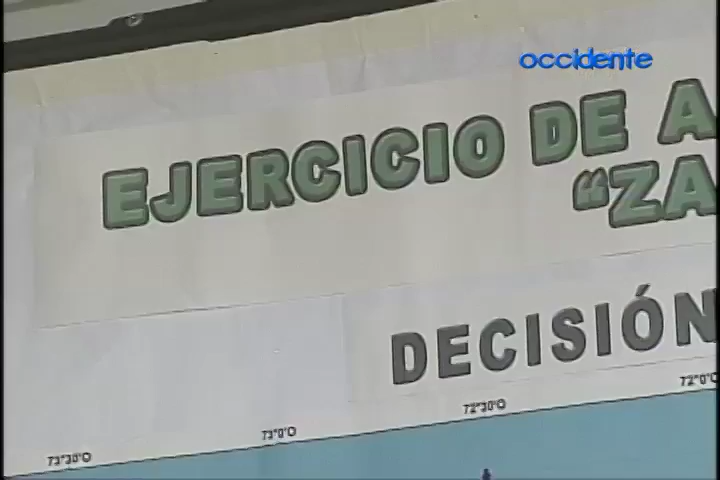 occidente
EJERCICIO DE A
“ZA
DECISIÓN
73°30'O
73°0'O
72°30'O
72°0'O